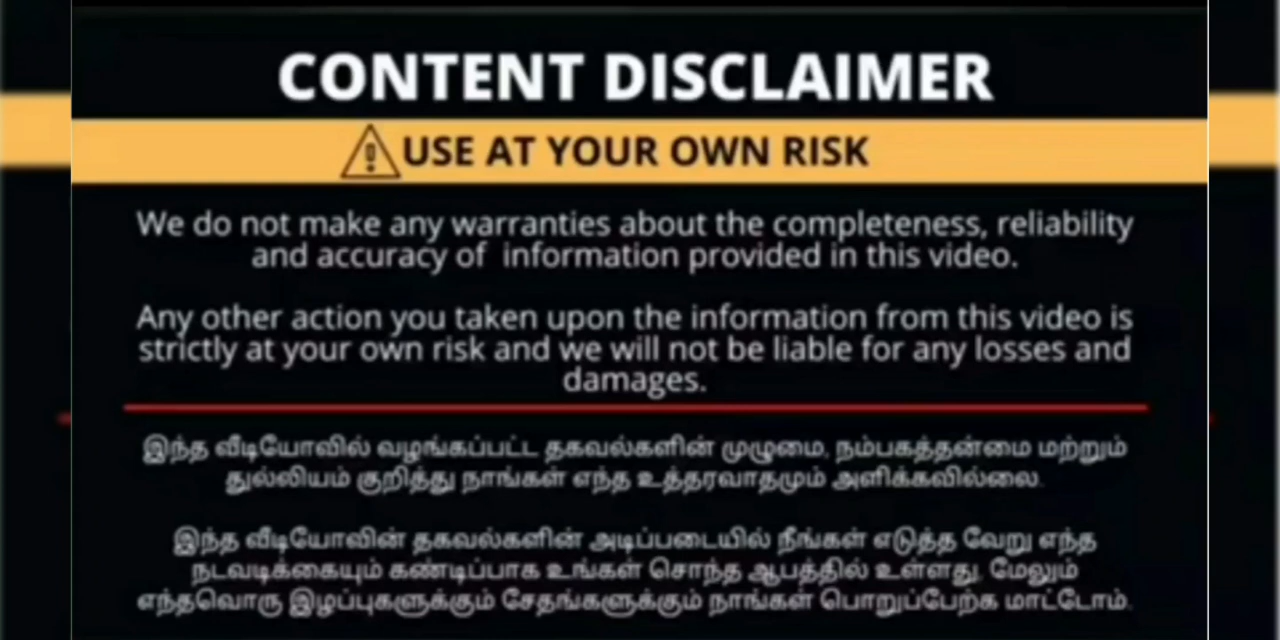 CONTENT DISCLAIMER
USE AT YOUR OWN RISK
We do not make any warranties about the completeness, reliability
and accuracy of information provided in this video.
Any other action you taken upon the information from this video is
strictly at your own risk and we will not be liable for any losses and
damages.
இந்த வீடியோவில் வழங்கப்பட்ட தகவல்களின் முழுமை, நம்பகத்தன்மை மற்றும்
துல்லியம் குறித்து நாங்கள் எந்த உத்தரவாதமும் அளிக்கவில்லை.
இந்த வீடியோவின் தகவல்களின் அடிப்படையில் நீங்கள் எடுத்த வேறு எந்த
நடவடிக்கையும் கண்டிப்பாக உங்கள் சொந்த ஆபத்தில் உள்ளது, மேலும்
எந்தவொரு இழப்புகளுக்கும் சேதங்களுக்கும் நாங்கள் பொறுப்பேற்க மாட்டோம்.